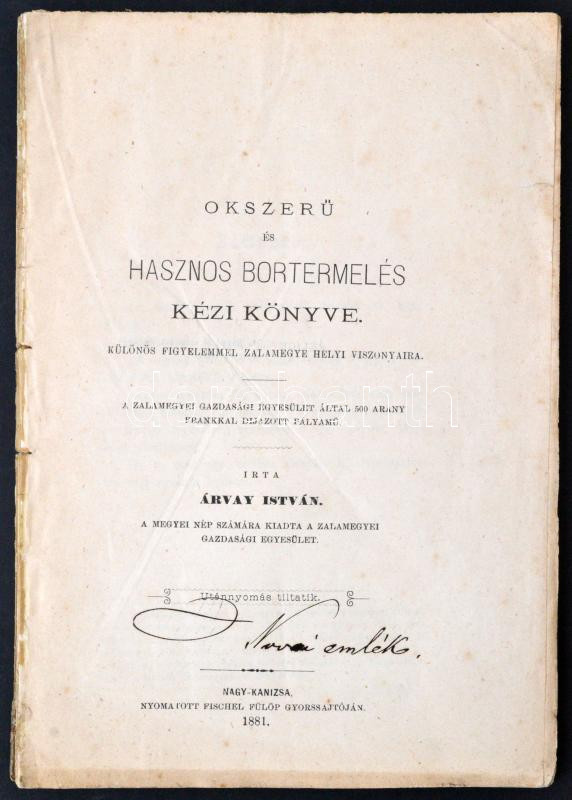 OKSZERŰ
ÉS
HASZNOS BORTERMELÉS
KÉZI KÖNYVE.
KÜLÖNÖS FIGYELEMMEL ZALAMEGYE HELYI VISZONYAIRA.
A ZALAMEGYEI GAZDASÁGI EGYESÜLET ÁLTAL 500 ARANY
FRANKKAL DIJAZOTT PÁLYAMŰ.
IRTA
ÁRVAY ISTVÁN.
A MEGYEI NÉP SZÁMÁRA KIADTA A ZALAMEGYEI
GAZDASÁGI EGYESÜLET.
Utánnyomás tiltatik.
Novai emlék.
NAGY-KANIZSA,
NYOMATOTT FISCHEL FÜLÖP GYORSSAJTÓJÁN.
1881.
darabanth